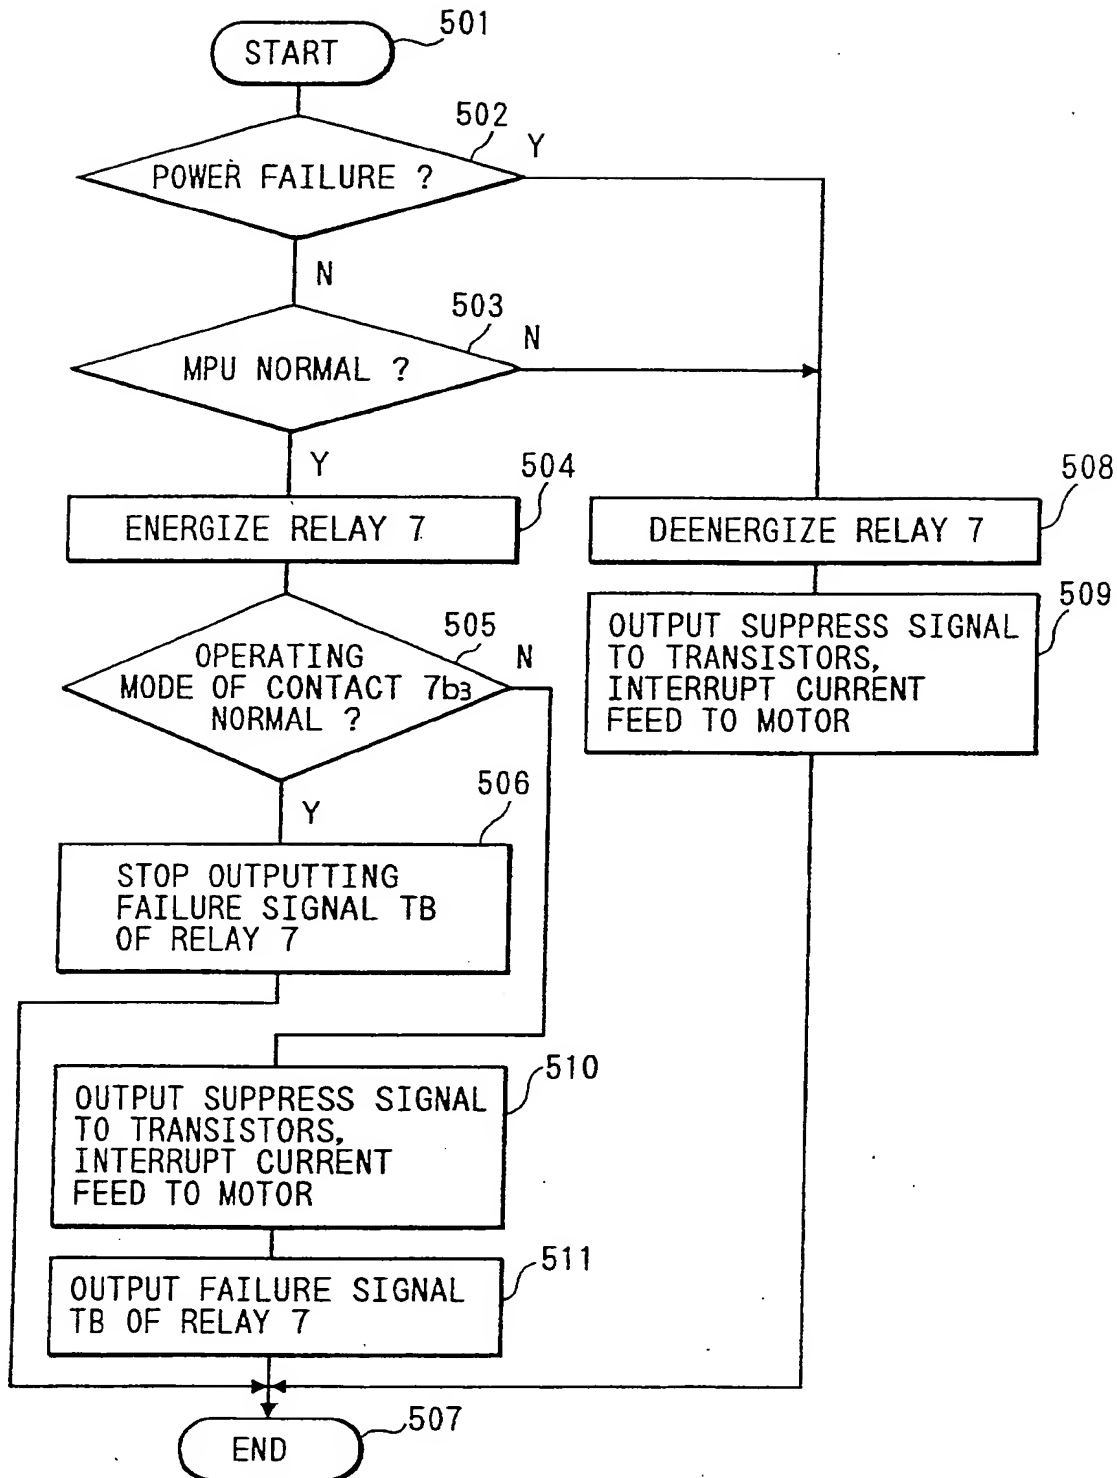 START
501
502
POWER FAILURE ?
Y
N
503
MPU NORMAL ?
N
Y
504
ENERGIZE RELAY 7
508
DEENERGIZE RELAY 7
509
OUTPUT SUPPRESS SIGNAL
TO TRANSISTORS,
INTERRUPT CURRENT
FEED TO MOTOR
505
OPERATING
MODE OF CONTACT 7b3
NORMAL ?
N
Y
506
STOP OUTPUTTING
FAILURE SIGNAL TB
OF RELAY 7
510
OUTPUT SUPPRESS SIGNAL
TO TRANSISTORS,
INTERRUPT CURRENT
FEED TO MOTOR
511
OUTPUT FAILURE SIGNAL
TB OF RELAY 7
507
END